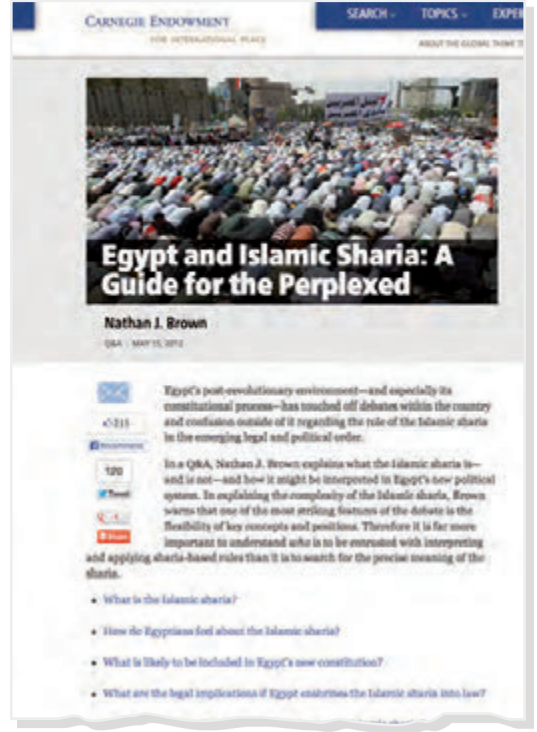 CARNEGIE ENDOWMENT
FOR INTERNATIONAL PEACE
SEARCH TOPICS EXPER
ABOUT THE GLOBAL THINK T
Egypt and Islamic Sharia: A
Guide for the Perplexed
Nathan J. Brown
Q&A MAY 15, 2012
Egypt's post-revolutionary environment—and especially its
constitutional process—has touched off debates within the country
and confusion outside of it regarding the role of the Islamic sharia
in the emerging legal and political order.
215
Recommend
120
Tweet
Share
In a Q&A, Nathan J. Brown explains what the Islamic sharia is—
and is not—and how it might be interpreted in Egypt's new political
system. In explaining the complexity of the Islamic sharia, Brown
warns that one of the most striking features of the debate is the
flexibility of key concepts and positions. Therefore it is far more
important to understand who is to be entrusted with interpreting
and applying sharia-based rules than it is to search for the precise meaning of the
sharia.
• What is the Islamic sharia?
• How do Egyptians feel about the Islamic sharia?
• What is likely to be included in Egypt's new constitution?
• What are the legal implications if Egypt enshrines the Islamic sharia into law?